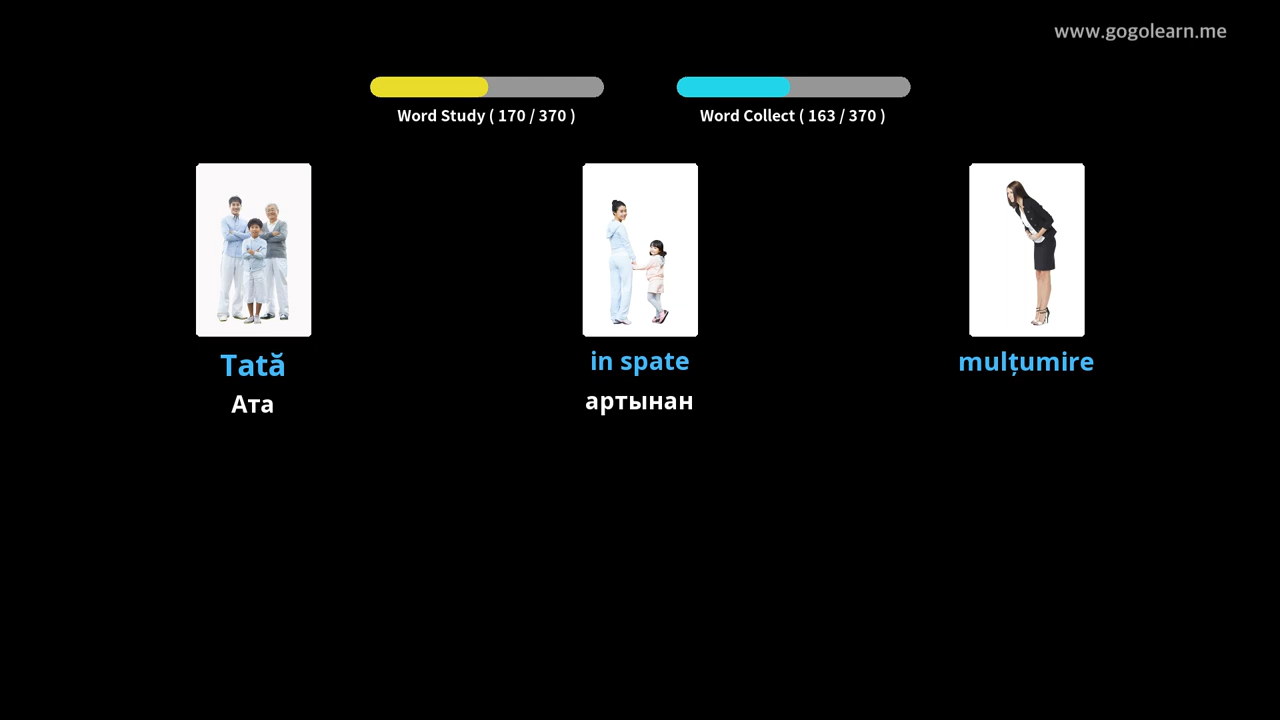 www.gogolearn.me
Word Study ( 170 / 370 )
Word Collect ( 163 / 370 )
Tată
Ата
in spate
артынан
mulțumire